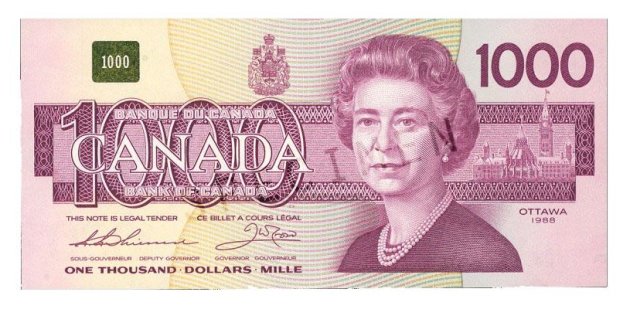 1000
1000
1000
BANQUE DU CANADA
CANADA
BANK OF CANADA
THIS NOTE IS LEGAL TENDER CE BILLET A COURS LÉGAL
OTTAWA
1988
SOUS-GOUVERNEUR DEPUTY GOVERNOR GOVERNOR GOUVERNEUR
ONE THOUSAND · DOLLARS · MILLE